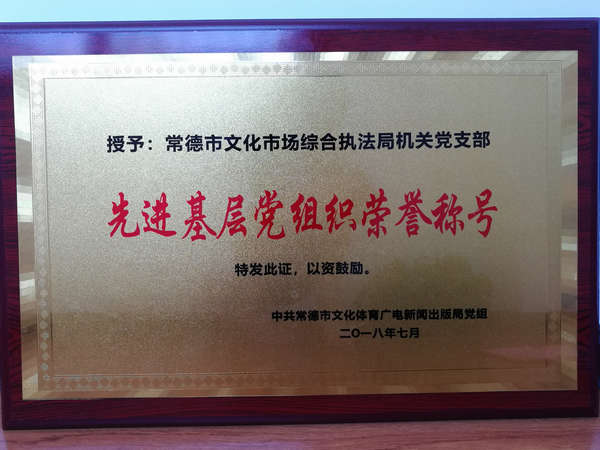 授予：常德市文化市场综合执法局机关党支部
先进基层党组织荣誉称号
特发此证，以资鼓励。
中共常德市文化体育广电新闻出版局党组
二〇一八年七月